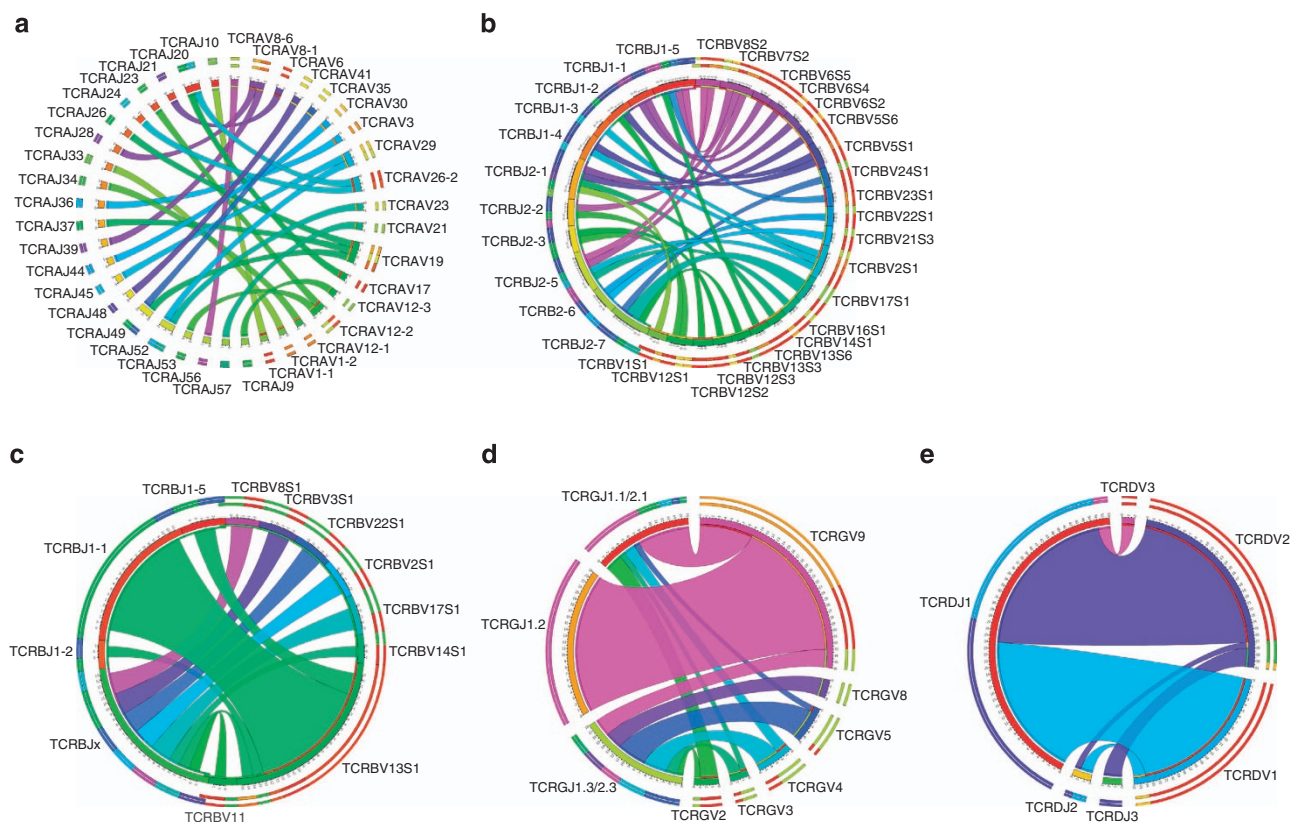 a
TCRAJ10
TCRAJ20
TCRAJ21
TCRAJ23
TCRAJ24
TCRAJ26
TCRAJ28
TCRAJ33
TCRAJ34
TCRAJ36
TCRAJ37
TCRAJ39
TCRAJ44
TCRAJ45
TCRAJ48
TCRAJ49
TCRAJ52
TCRAJ53
TCRAJ56
TCRAJ57
TCRAJ9
TCRAV1-1
TCRAV1-2
TCRAV12-1
TCRAV12-2
TCRAV12-3
TCRAV17
TCRAV19
TCRAV21
TCRAV23
TCRAV26-2
TCRAV29
TCRAV3
TCRAV30
TCRAV35
TCRAV41
TCRAV6
TCRAV8-1
TCRAV8-6
b
TCRBJ1-5
TCRBJ1-1
TCRBJ1-2
TCRBJ1-3
TCRBJ1-4
TCRBJ2-1
TCRBJ2-2
TCRBJ2-3
TCRBJ2-5
TCRB2-6
TCRBJ2-7
TCRBV1S1
TCRBV12S1
TCRBV12S2
TCRBV12S3
TCRBV13S3
TCRBV13S6
TCRBV14S1
TCRBV16S1
TCRBV17S1
TCRBV2S1
TCRBV21S3
TCRBV22S1
TCRBV23S1
TCRBV24S1
TCRBV5S1
TCRBV5S6
TCRBV6S2
TCRBV6S4
TCRBV6S5
TCRBV7S2
TCRBV8S2
c
TCRBJ1-5
TCRBJ1-1
TCRBJ1-2
TCRBJx
TCRBV11
TCRBV13S1
TCRBV14S1
TCRBV17S1
TCRBV2S1
TCRBV22S1
TCRBV3S1
TCRBV8S1
d
TCRGJ1.1/2.1
TCRGJ1.2
TCRGJ1.3/2.3
TCRGV2
TCRGV3
TCRGV4
TCRGV5
TCRGV8
TCRGV9
e
TCRDV3
TCRDV2
TCRDJ1
TCRDV1
TCRDJ2
TCRDJ3